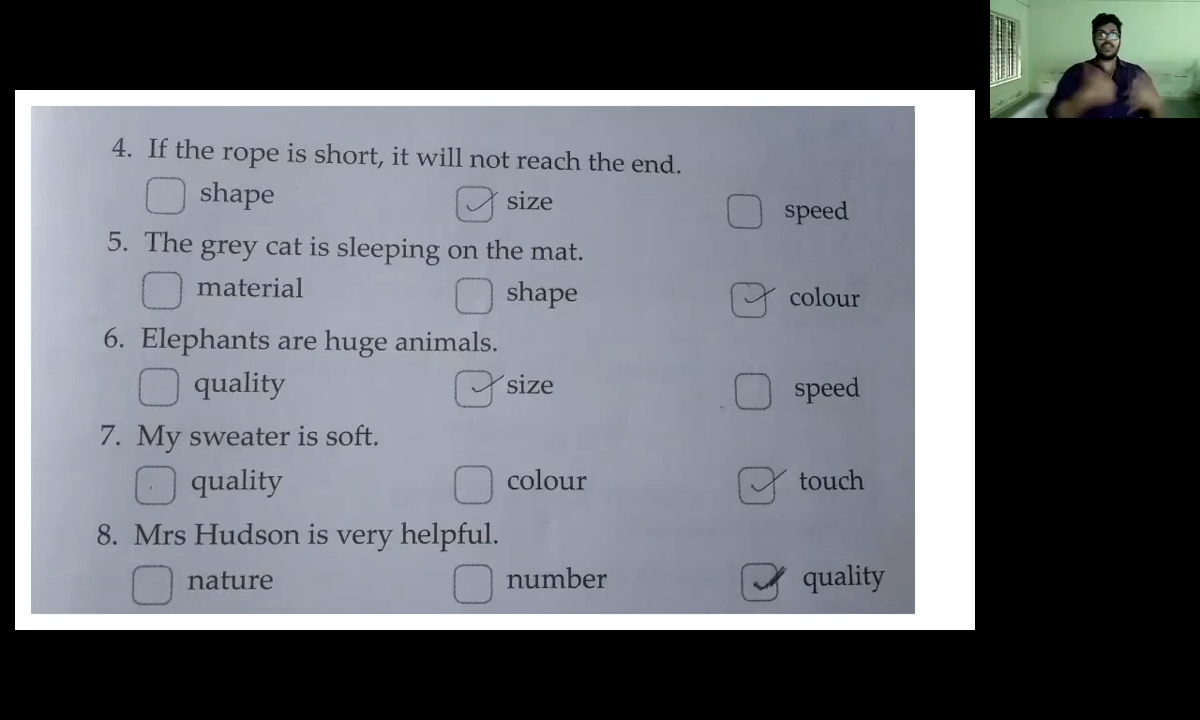 4. If the rope is short, it will not reach the end.
shape size speed
5. The grey cat is sleeping on the mat.
material shape colour
6. Elephants are huge animals.
quality size speed
7. My sweater is soft.
quality colour touch
8. Mrs Hudson is very helpful.
nature number quality